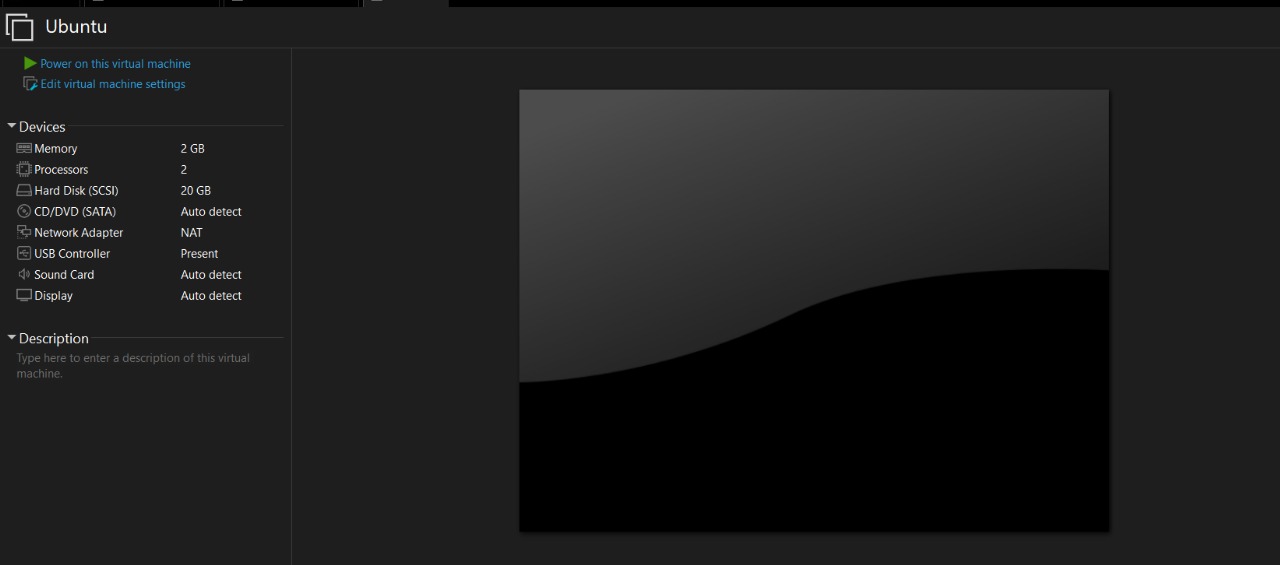 Ubuntu
Power on this virtual machine
Edit virtual machine settings
Devices
Memory 2 GB
Processors 2
Hard Disk (SCSI) 20 GB
CD/DVD (SATA) Auto detect
Network Adapter NAT
USB Controller Present
Sound Card Auto detect
Display Auto detect
Description
Type here to enter a description of this virtual
machine.